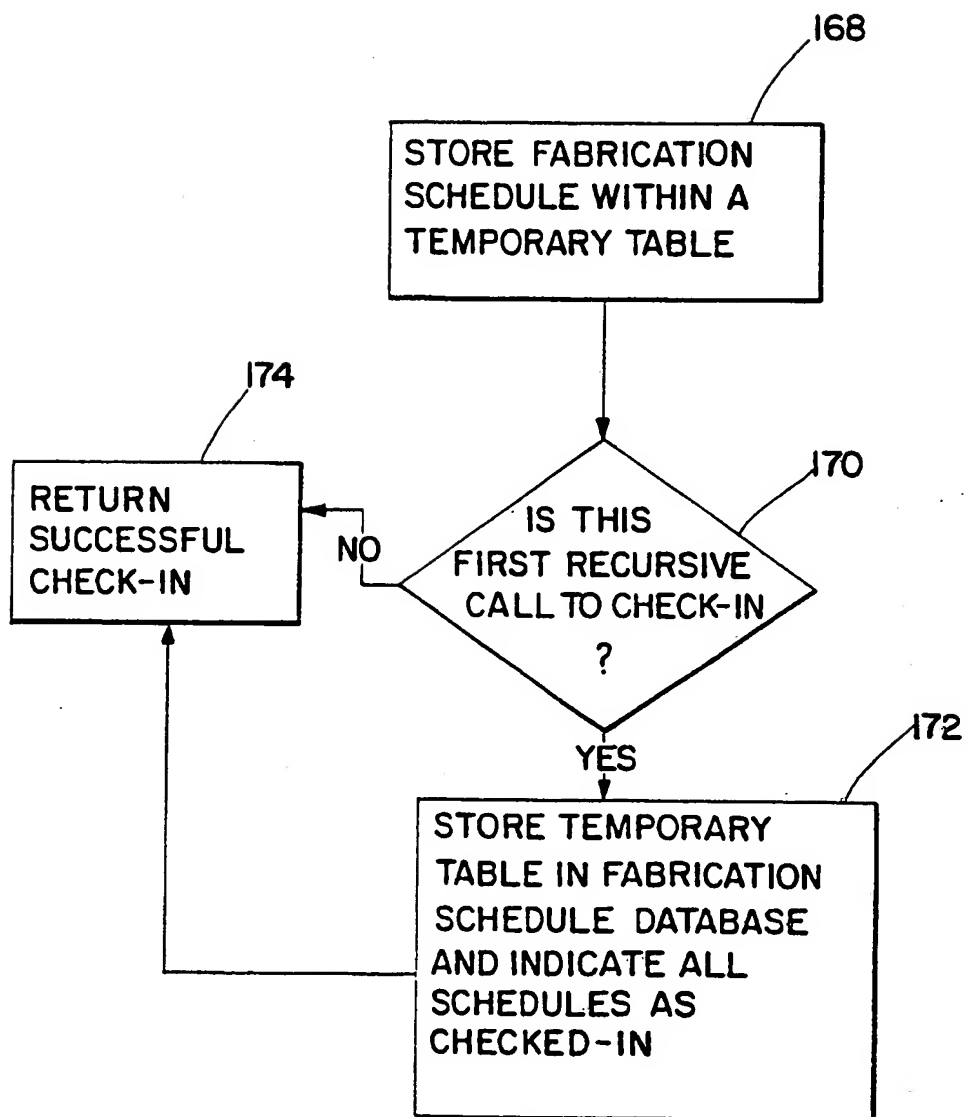 168
STORE FABRICATION
SCHEDULE WITHIN A
TEMPORARY TABLE
174
RETURN
SUCCESSFUL
CHECK-IN
170
IS THIS
FIRST RECURSIVE
CALL TO CHECK-IN
?
NO
YES
172
STORE TEMPORARY
TABLE IN FABRICATION
SCHEDULE DATABASE
AND INDICATE ALL
SCHEDULES AS
CHECKED-IN